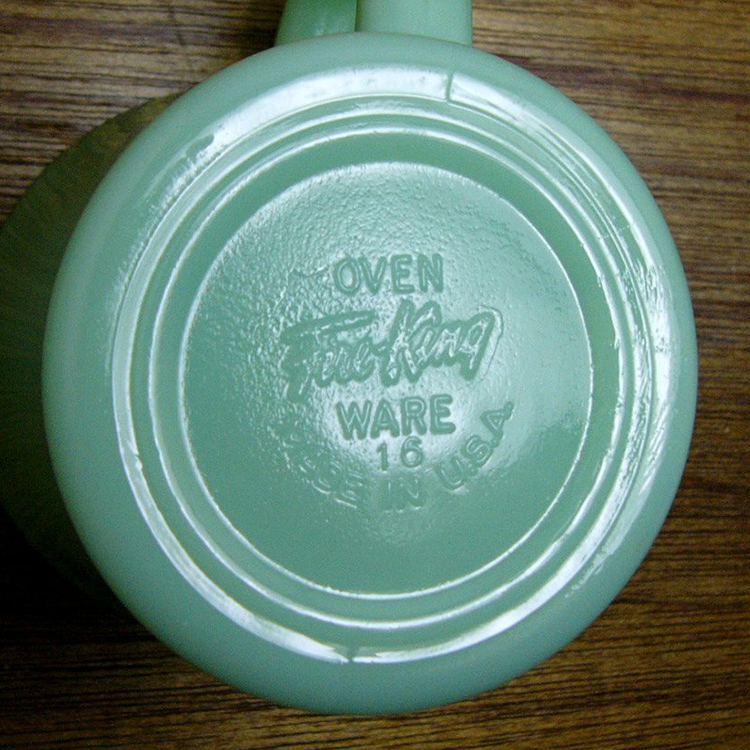 OVEN
Fire-King
WARE
16
MADE IN U.S.A.